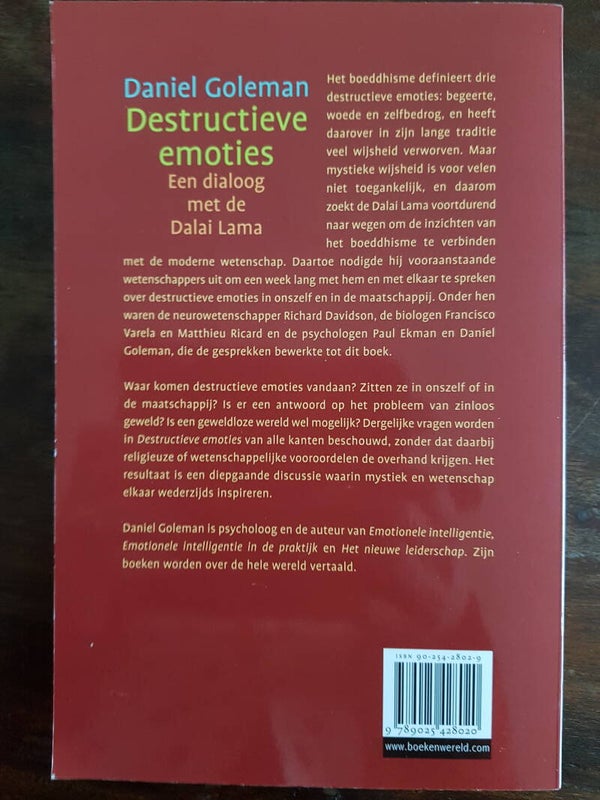 Daniel Goleman
Destructieve
emoties
Een dialoog
met de
Dalai Lama
Het boeddhisme definieert drie
destructieve emoties: begeerte,
woede en zelfbedrog, en heeft
daarover in zijn lange traditie
veel wijsheid verworven. Maar
mystieke wijsheid is voor velen
niet toegankelijk, en daarom
zoekt de Dalai Lama voortdurend
naar wegen om de inzichten van
het boeddhisme te verbinden
met de moderne wetenschap. Daartoe nodigde hij vooraanstaande
wetenschappers uit om een week lang met hem en met elkaar te spreken
over destructieve emoties in onszelf en in de maatschappij. Onder hen
waren de neurowetenschapper Richard Davidson, de biologen Francisco
Varela en Matthieu Ricard en de psychologen Paul Ekman en Daniel
Goleman, die de gesprekken bewerkte tot dit boek.
Waar komen destructieve emoties vandaan? Zitten ze in onszelf of in
de maatschappij? Is er een antwoord op het probleem van zinloos
geweld? Is een geweldloze wereld wel mogelijk? Dergelijke vragen worden
in Destructieve emoties van alle kanten beschouwd, zonder dat daarbij
religieuze of wetenschappelijke vooroordelen de overhand krijgen. Het
resultaat is een diepgaande discussie waarin mystiek en wetenschap
elkaar wederzijds inspireren.
Daniel Goleman is psycholoog en de auteur van Emotionele intelligentie,
Emotionele intelligentie in de praktijk en Het nieuwe leiderschap. Zijn
boeken worden over de hele wereld vertaald.
ISBN 90-254-2802-9
9 789025 428020
www.boekenwereld.com